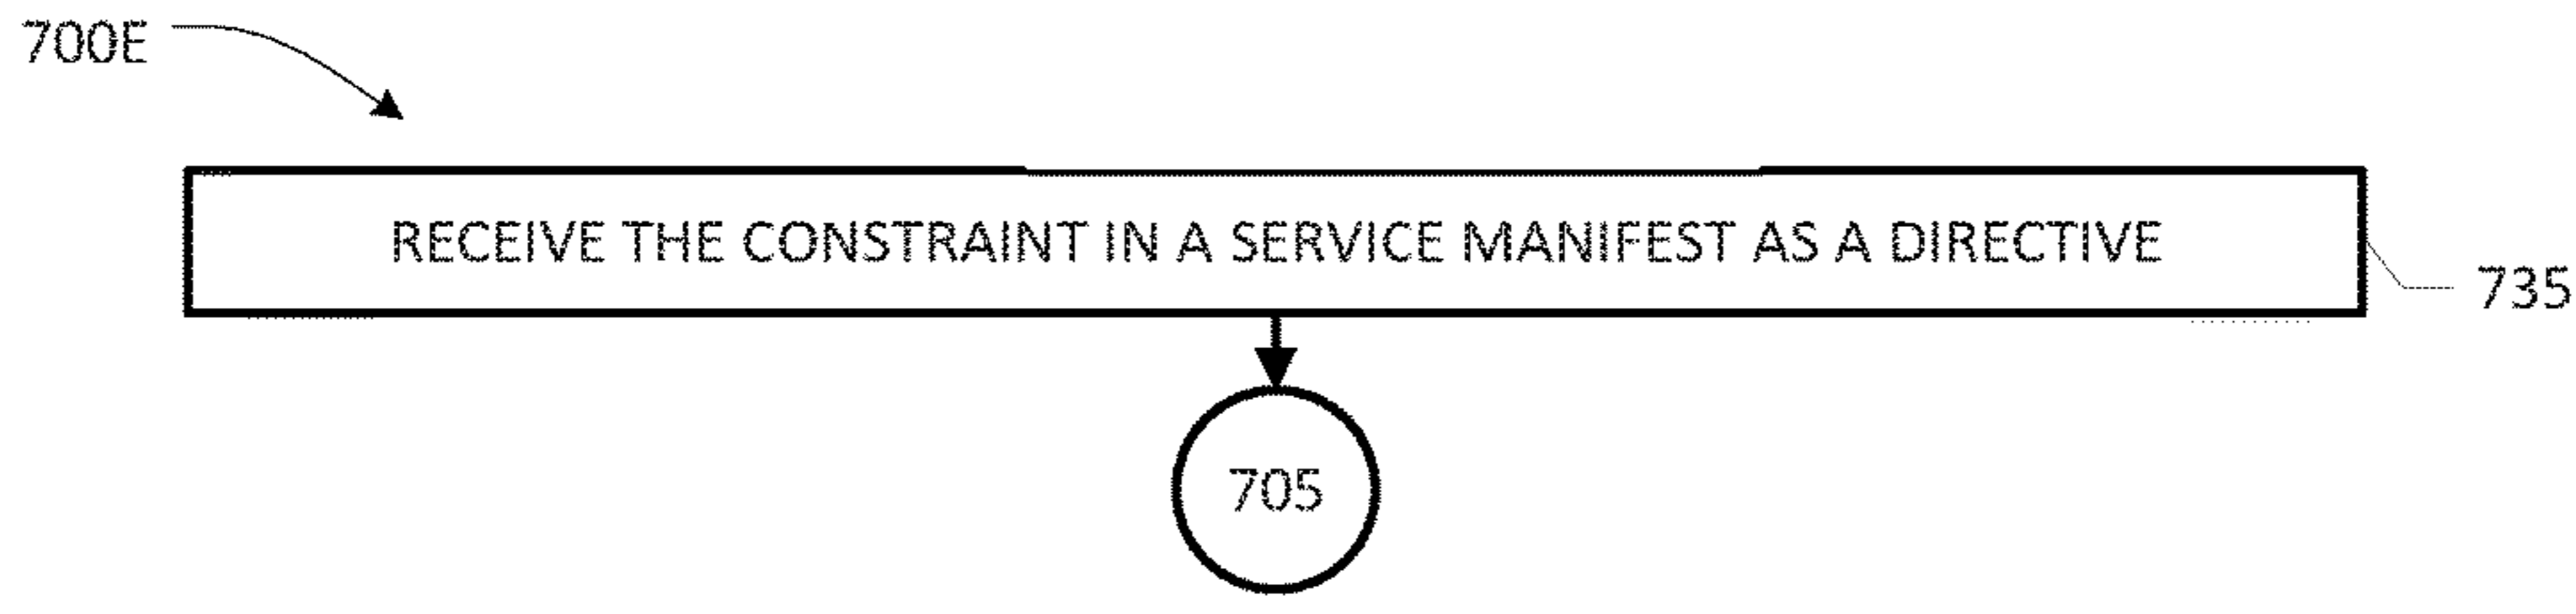 700E
RECEIVE THE CONSTRAINT IN A SERVICE MANIFEST AS A DIRECTIVE
735
705